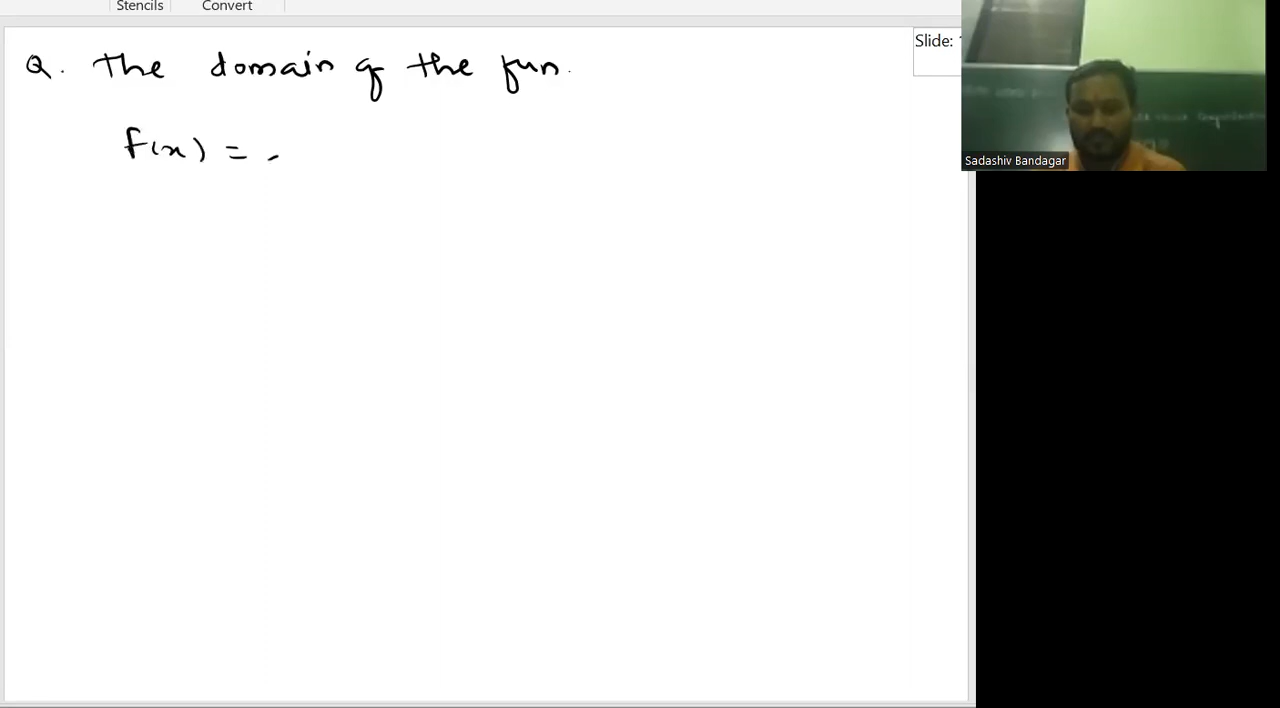 Stencils Convert
Slide:
Q. The domain of the fun.
f(x) =
Sadashiv Bandagar